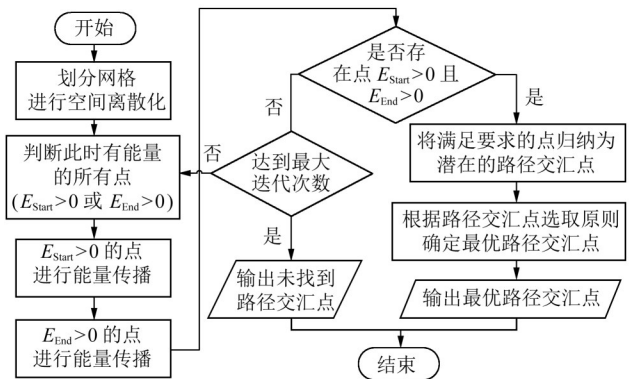 开始
划分网格
进行空间离散化
判断此时有能量
的所有点
(EStart>0 或 EEnd>0)
EStart>0 的点
进行能量传播
EEnd>0 的点
进行能量传播
是否存
在点 EStart>0 且
EEnd>0
否
是
达到最大
迭代次数
否
是
输出未找到
路径交汇点
将满足要求的点归纳为
潜在的路径交汇点
根据路径交汇点选取原则
确定最优路径交汇点
输出最优路径交汇点
结束